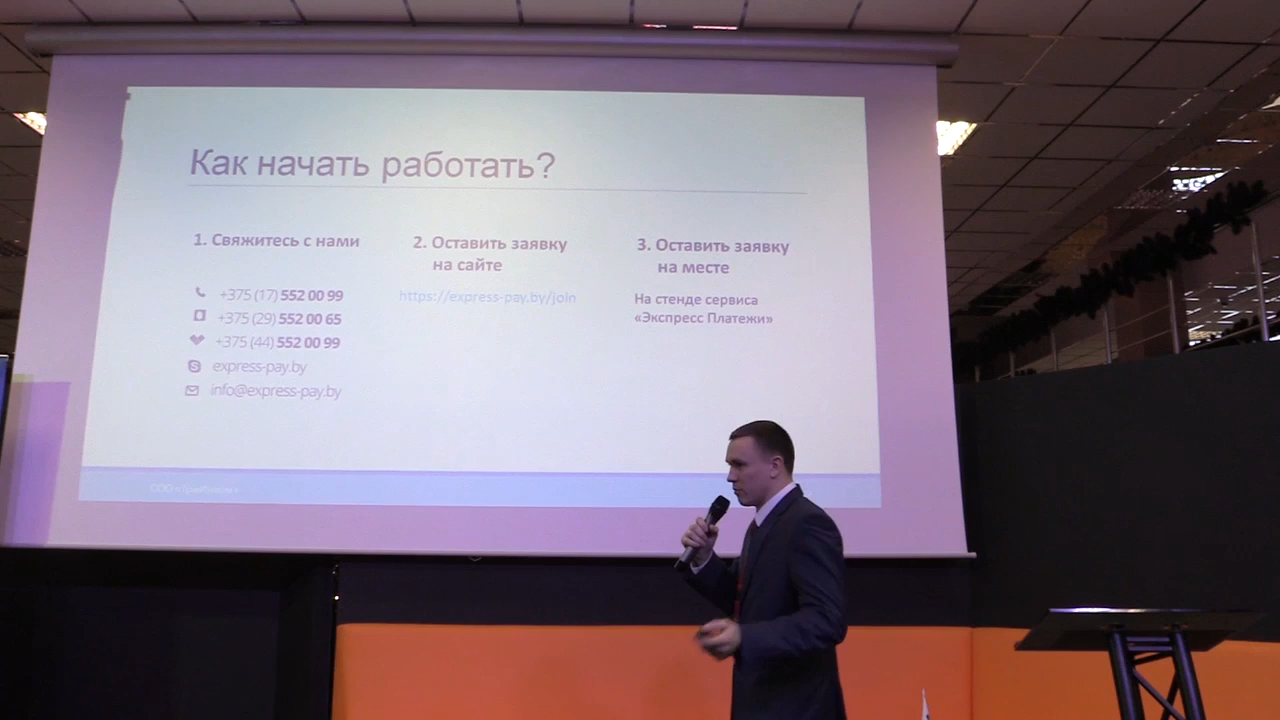 Как начать работать?
1. Свяжитесь с нами
+375 (17) 552 00 99
+375 (29) 552 00 65
+375 (44) 552 00 99
express-pay.by
info@express-pay.by
2. Оставить заявку
на сайте
https://express-pay.by/join
3. Оставить заявку
на месте
На стенде сервиса
«Экспресс Платежи»